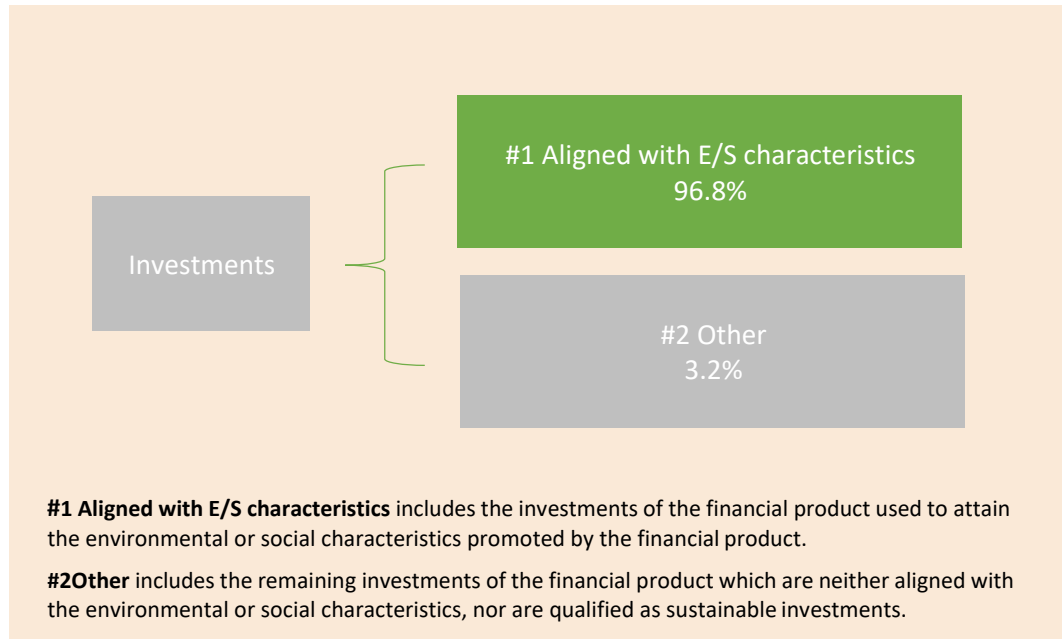 #1 Aligned with E/S characteristics
96.8%
Investments
#2 Other
3.2%
#1 Aligned with E/S characteristics includes the investments of the financial product used to attain
the environmental or social characteristics promoted by the financial product.
#2Other includes the remaining investments of the financial product which are neither aligned with
the environmental or social characteristics, nor are qualified as sustainable investments.